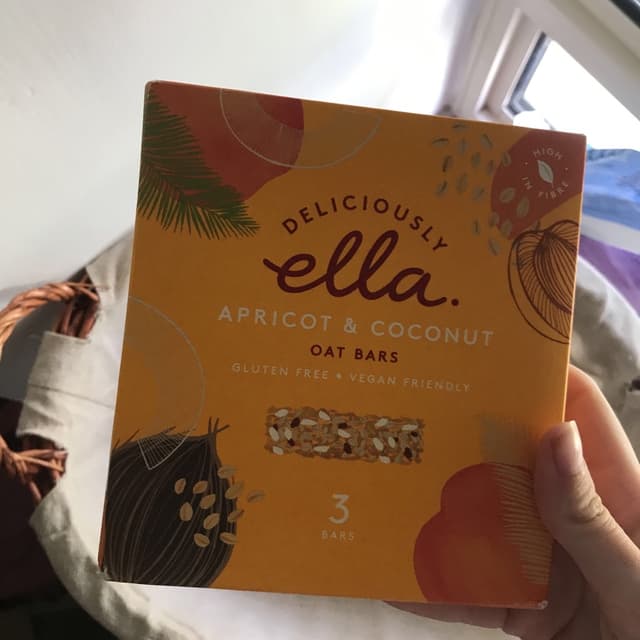 HIGH
IN FIBRE
DELICIOUSLY
ella.
APRICOT & COCONUT
OAT BARS
GLUTEN FREE • VEGAN FRIENDLY
3
BARS